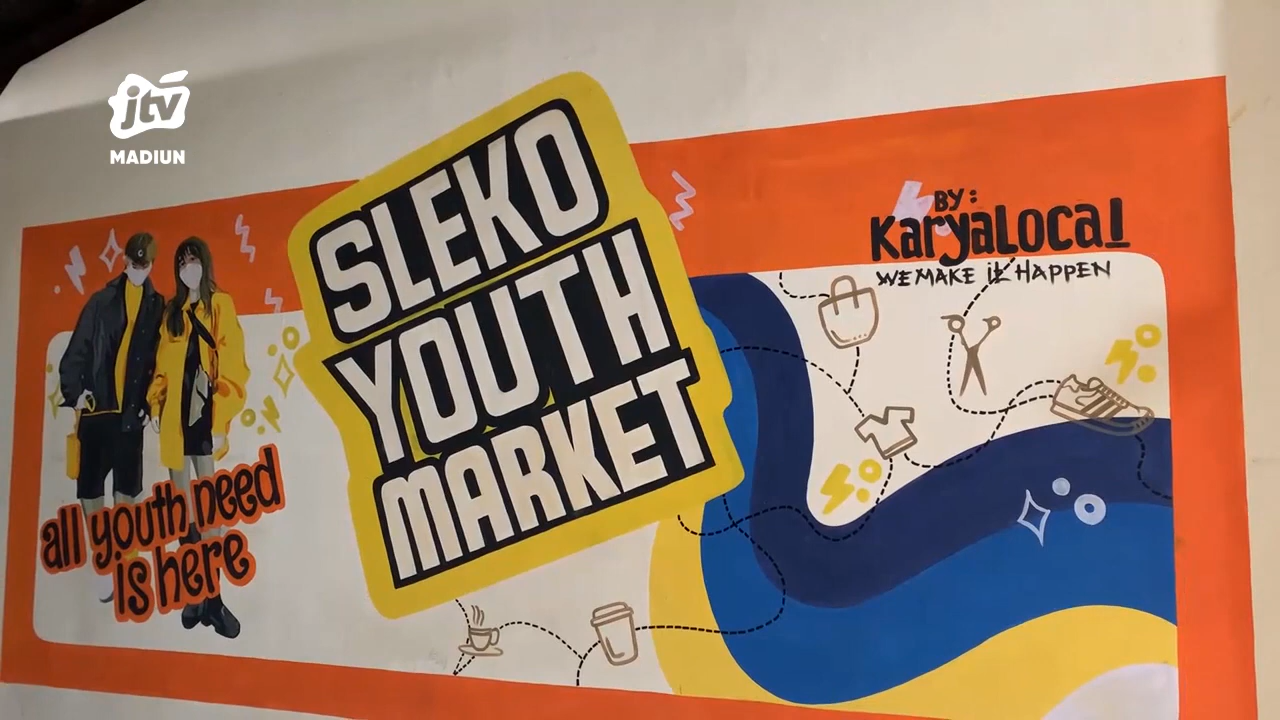 jtv
MADIUN
SLEKO
YOUTH
MARKET
BY:
KaryaLocal
WE MAKE it HAPPEN
all youth need
is here